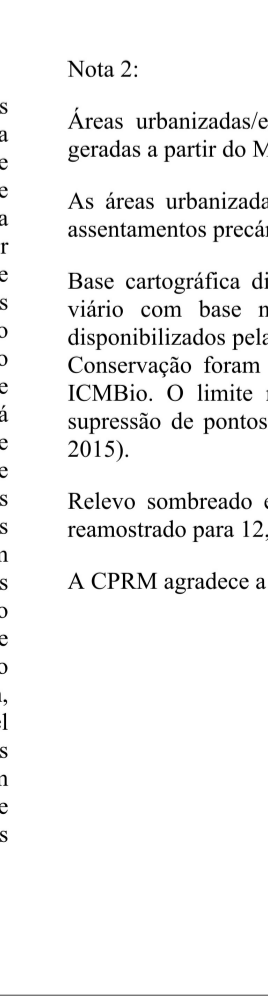 Nota 2:
Áreas urbanizadas/e
geradas a partir do M
As áreas urbanizada
assentamentos precár
Base cartográfica di
viário com base n
disponibilizados pela
Conservação foram
ICMBio. O limite
supressão de pontos
2015).
Relevo sombreado e
reamostrado para 12,
A CPRM agradece a